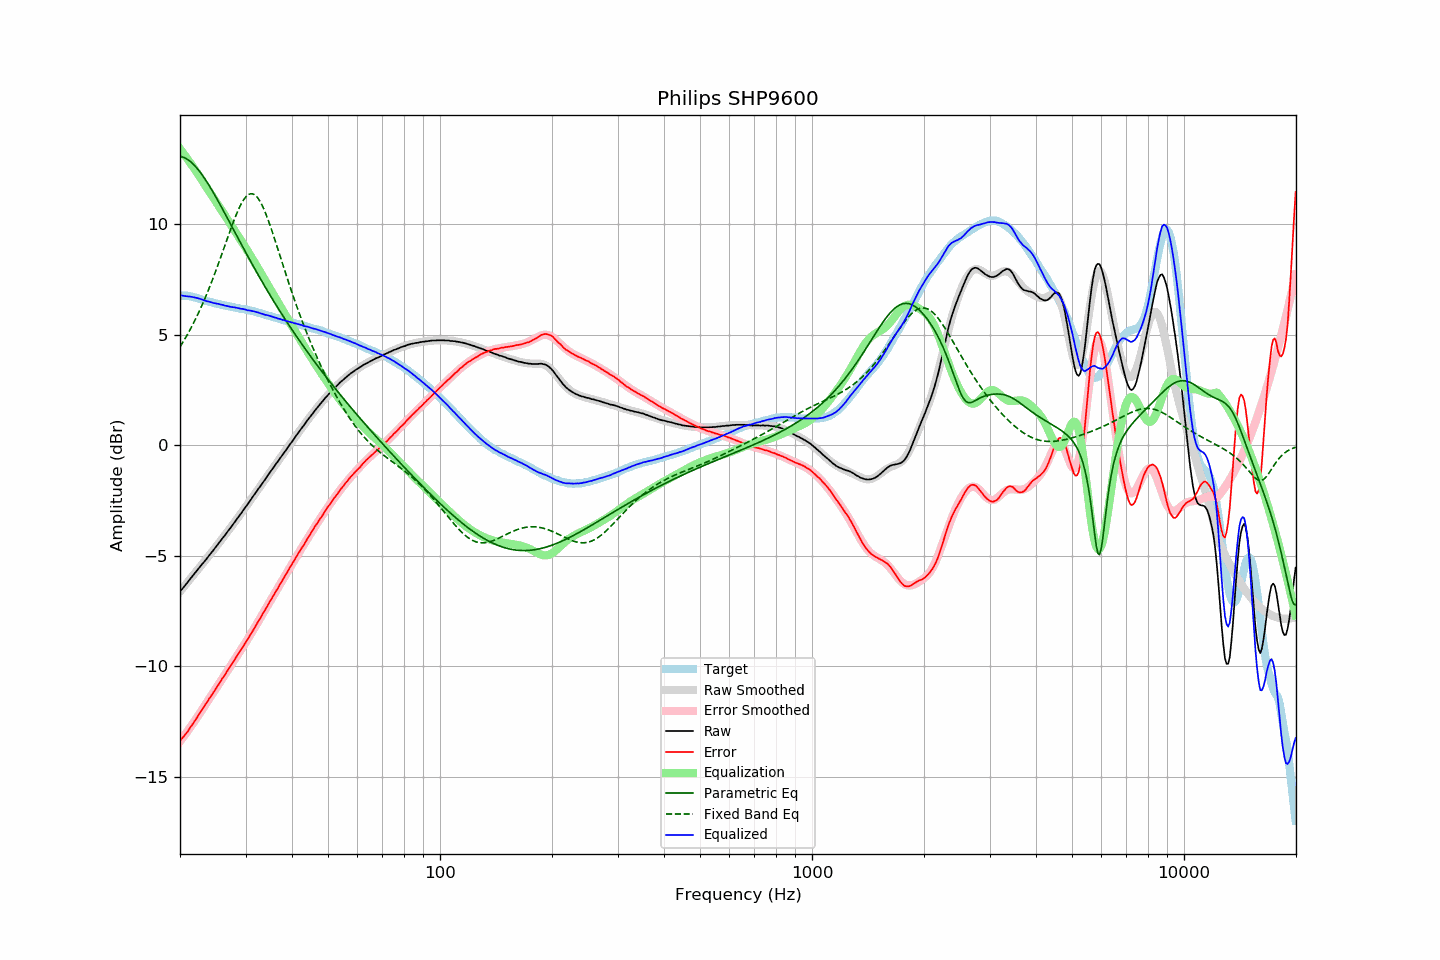 Philips SHP9600
Amplitude (dBr)
10
5
0
−5
−10
−15
Target
Raw Smoothed
Error Smoothed
Raw
Error
Equalization
Parametric Eq
Fixed Band Eq
Equalized
100
1000
10000
Frequency (Hz)